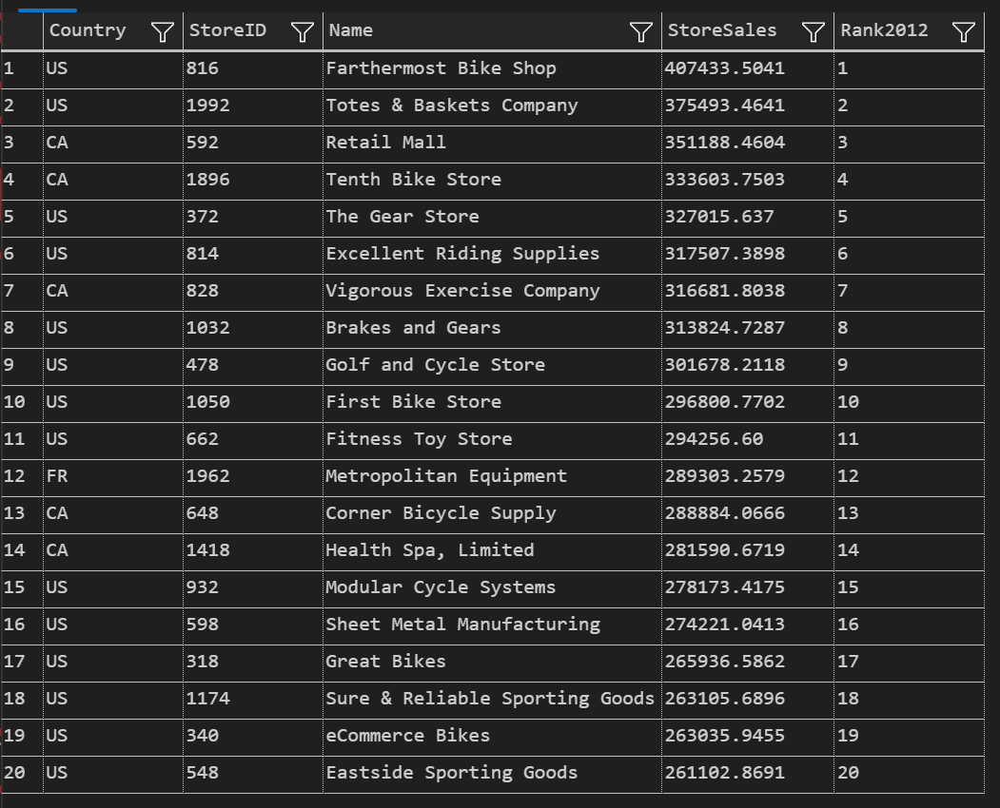 Country StoreID Name StoreSales Rank2012
1 US 816 Farthermost Bike Shop 407433.5041 1
2 US 1992 Totes & Baskets Company 375493.4641 2
3 CA 592 Retail Mall 351188.4604 3
4 CA 1896 Tenth Bike Store 333603.7503 4
5 US 372 The Gear Store 327015.637 5
6 US 814 Excellent Riding Supplies 317507.3898 6
7 CA 828 Vigorous Exercise Company 316681.8038 7
8 US 1032 Brakes and Gears 313824.7287 8
9 US 478 Golf and Cycle Store 301678.2118 9
10 US 1050 First Bike Store 296800.7702 10
11 US 662 Fitness Toy Store 294256.60 11
12 FR 1962 Metropolitan Equipment 289303.2579 12
13 CA 648 Corner Bicycle Supply 288884.0666 13
14 CA 1418 Health Spa, Limited 281590.6719 14
15 US 932 Modular Cycle Systems 278173.4175 15
16 US 598 Sheet Metal Manufacturing 274221.0413 16
17 US 318 Great Bikes 265936.5862 17
18 US 1174 Sure & Reliable Sporting Goods 263105.6896 18
19 US 340 eCommerce Bikes 263035.9455 19
20 US 548 Eastside Sporting Goods 261102.8691 20